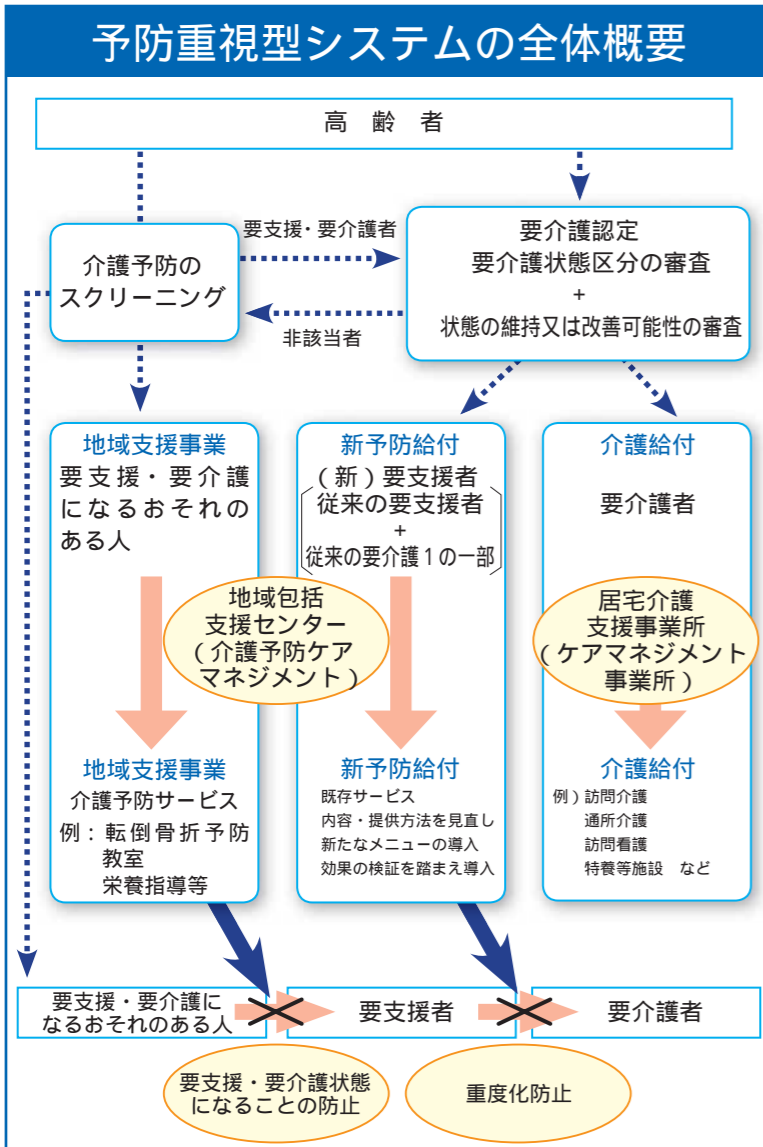 予防重視型システムの全体概要
高　齢　者
介護予防の
スクリーニング
要支援・要介護者
非該当者
要介護認定
要介護状態区分の審査
+
状態の維持又は改善可能性の審査
地域支援事業
要支援・要介護
になるおそれの
ある人
新予防給付
（新）要支援者
従来の要支援者
+
従来の要介護１の一部
介護給付
要介護者
地域包括
支援センター
（介護予防ケア
マネジメント）
居宅介護
支援事業所
（ケアマネジメント
事業所）
地域支援事業
介護予防サービス
例：転倒骨折予防
教室
栄養指導等
新予防給付
既存サービス
内容・提供方法を見直し
新たなメニューの導入
効果の検証を踏まえ導入
介護給付
例）訪問介護
通所介護
訪問看護
特養等施設　など
要支援・要介護に
なるおそれのある人
要支援者
要介護者
要支援・要介護状態
になることの防止
重度化防止